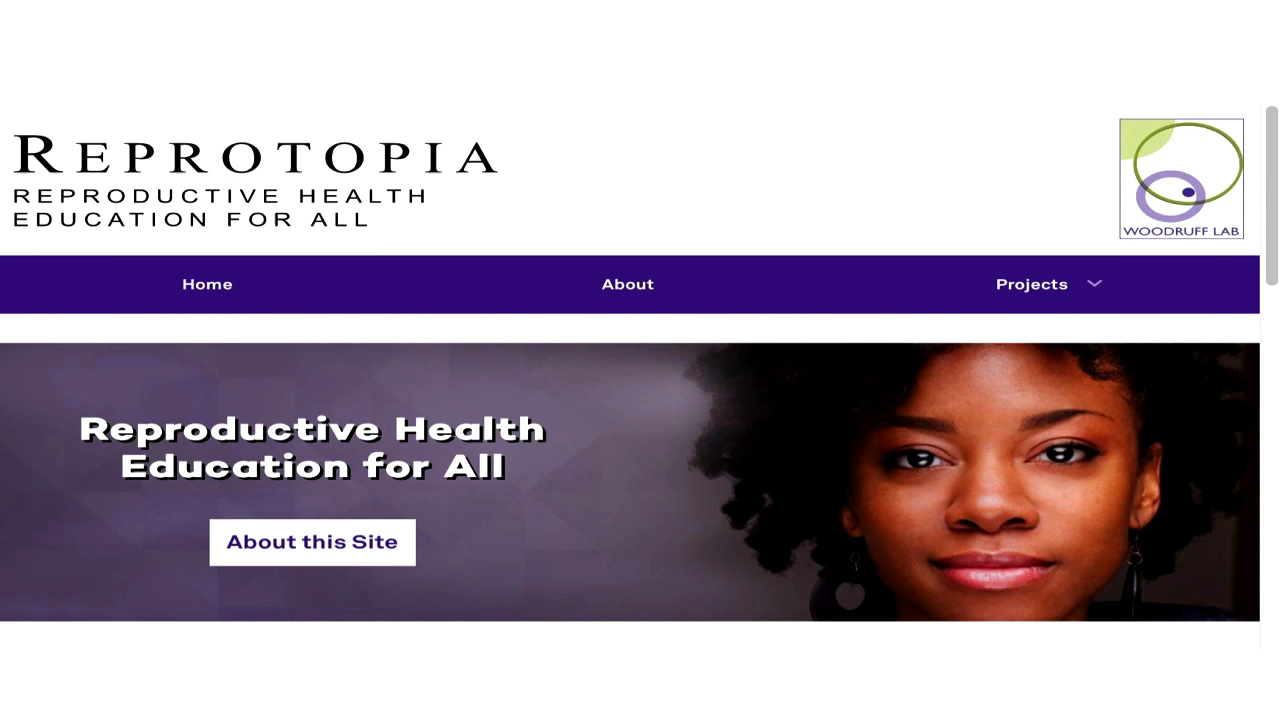 REPROTOPIA
REPRODUCTIVE HEALTH
EDUCATION FOR ALL
WOODRUFF LAB
Home About Projects
Reproductive Health
Education for All
About this Site